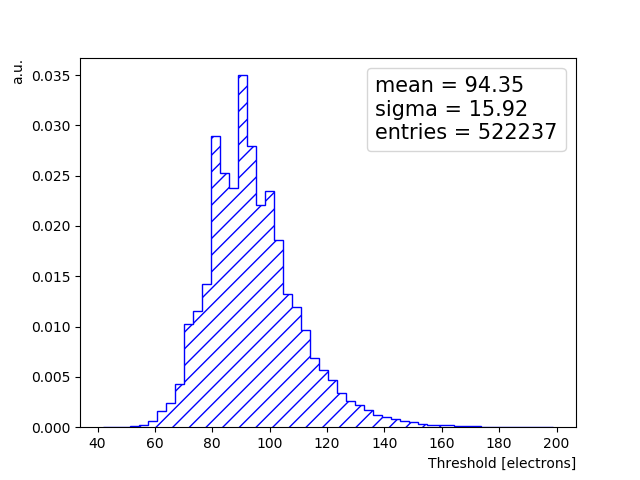 a.u.
0.035
0.030
0.025
0.020
0.015
0.010
0.005
0.000
mean = 94.35
sigma = 15.92
entries = 522237
40 60 80 100 120 140 160 180 200
Threshold [electrons]